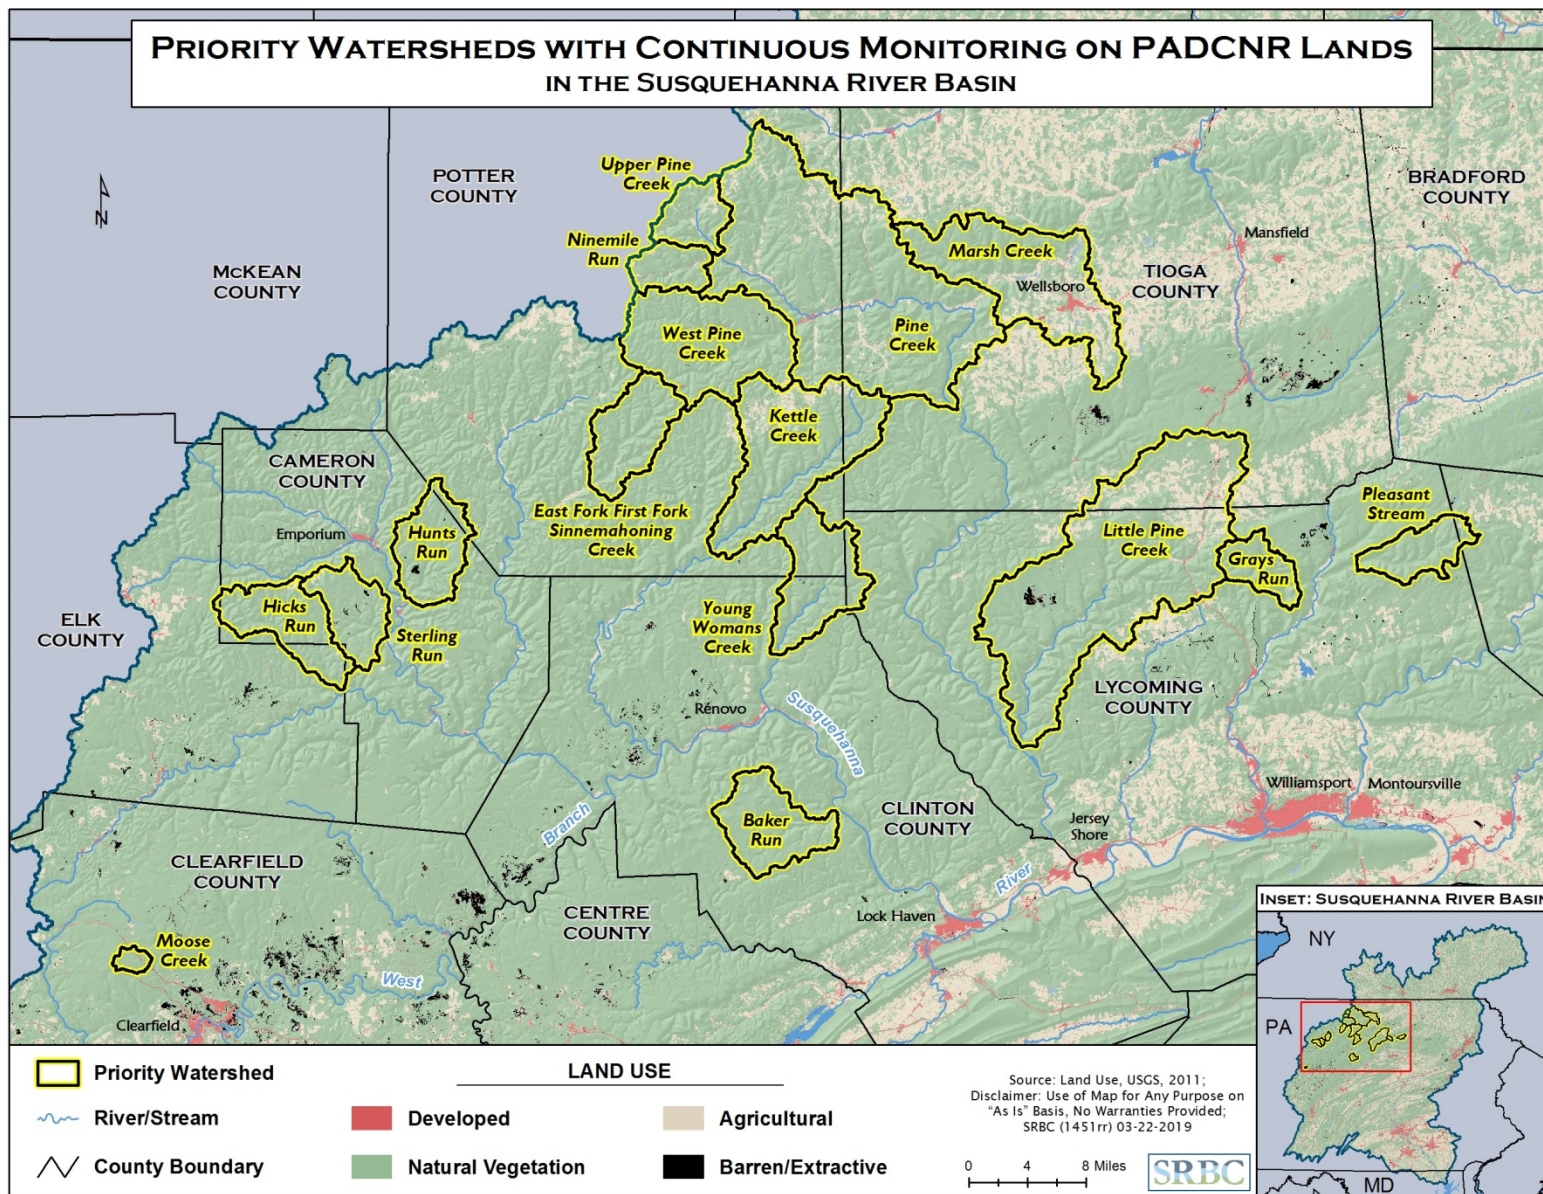 Priority Watersheds with Continuous Monitoring on PADCNR Lands
in the Susquehanna River Basin
N
McKean
County
Potter
County
Upper Pine
Creek
Ninemile
Run
Marsh Creek
Wellsboro
Mansfield
Tioga
County
Bradford
County
West Pine
Creek
Pine
Creek
Kettle
Creek
Cameron
County
Emporium
Hunts
Run
East Fork First Fork
Sinnemahoning
Creek
Little Pine
Creek
Grays
Run
Pleasant
Stream
Elk
County
Hicks
Run
Sterling
Run
Young
Womans
Creek
Rénovo
Susquehanna
Lycoming
County
Williamsport
Montoursville
Baker
Run
Clinton
County
Jersey
Shore
Branch
River
Clearfield
County
Centre
County
Lock Haven
Moose
Creek
West
Clearfield
Inset: Susquehanna River Basin
NY
PA
MD
Priority Watershed
River/Stream
County Boundary
LAND USE
Developed
Natural Vegetation
Agricultural
Barren/Extractive
Source: Land Use, USGS, 2011;
Disclaimer: Use of Map for Any Purpose on
“As Is” Basis, No Warranties Provided;
SRBC (1451rr) 03-22-2019
0 4 8 Miles
SRBC